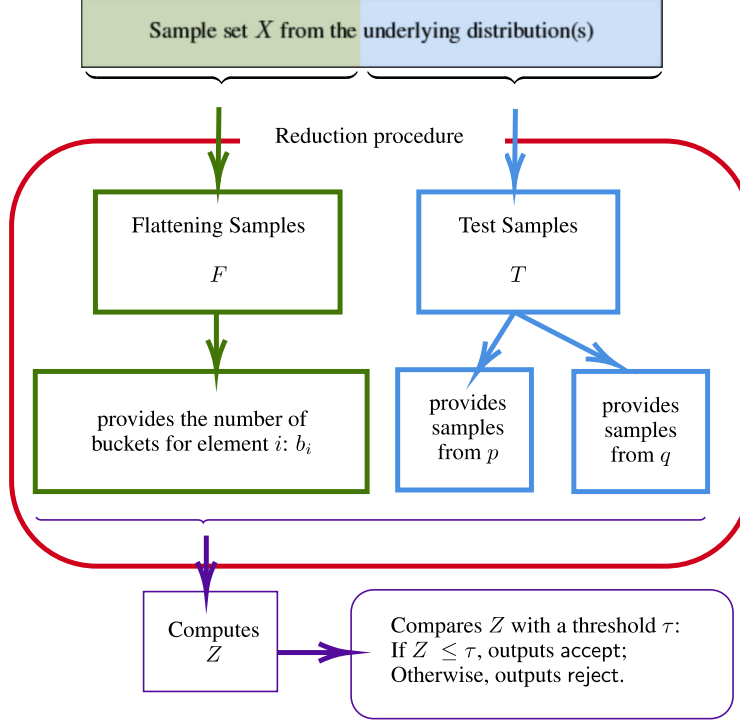 Sample set X from the underlying distribution(s)
Reduction procedure
Flattening Samples
F
Test Samples
T
provides the number of
buckets for element i: b_i
provides
samples
from p
provides
samples
from q
Computes
Z
Compares Z with a threshold τ:
If Z ≤ τ, outputs accept;
Otherwise, outputs reject.